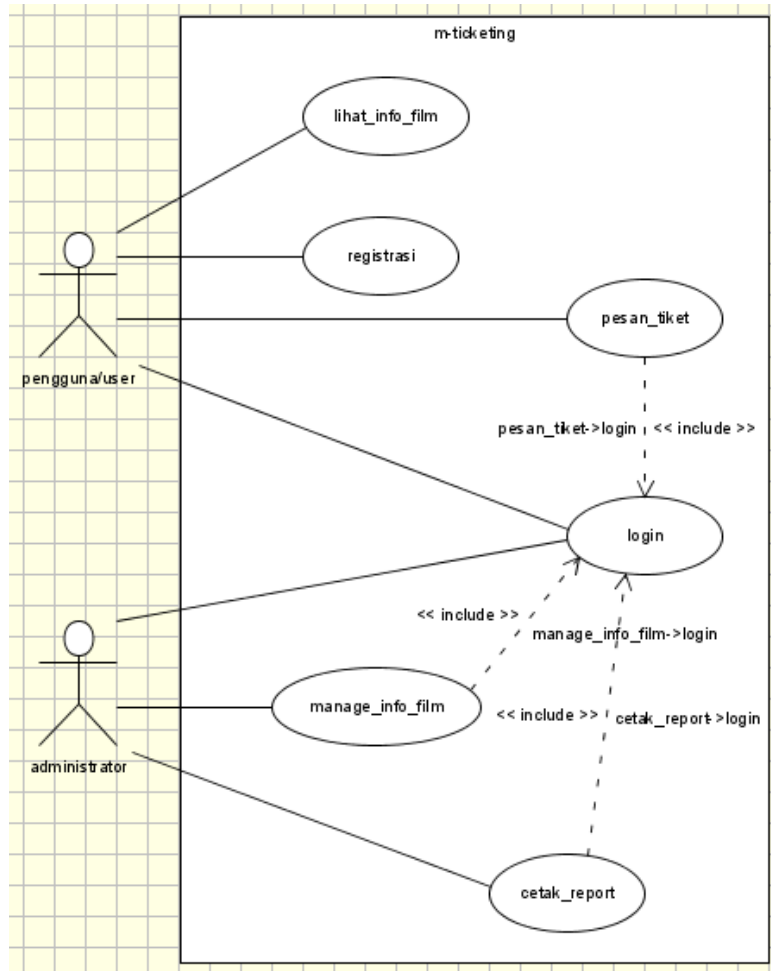 m-ticketing
lihat_info_film
registrasi
pesan_tiket
pengguna/user
pesan_tiket->login
<< include >>
login
<< include >>
manage_info_film->login
manage_info_film
<< include >>
cetak_report->login
administrator
cetak_report